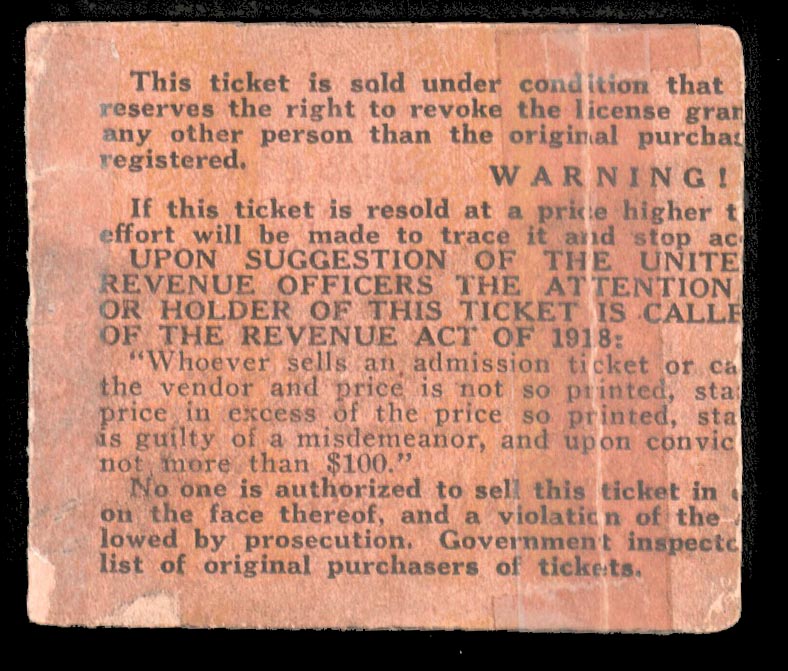 This ticket is sold under condition that
reserves the right to revoke the license gran
any other person than the original purchas
registered.
WARNING!
If this ticket is resold at a price higher t
effort will be made to trace it and stop ac
UPON SUGGESTION OF THE UNITE
REVENUE OFFICERS THE ATTENTION
OR HOLDER OF THIS TICKET IS CALLE
OF THE REVENUE ACT OF 1918:
“Whoever sells an admission ticket or ca
the vendor and price is not so printed, sta
price in excess of the price so printed, sta
is guilty of a misdemeanor, and upon convic
not more than $100.”
No one is authorized to sell this ticket in
on the face thereof, and a violation of the
lowed by prosecution. Government inspecto
list of original purchasers of tickets.